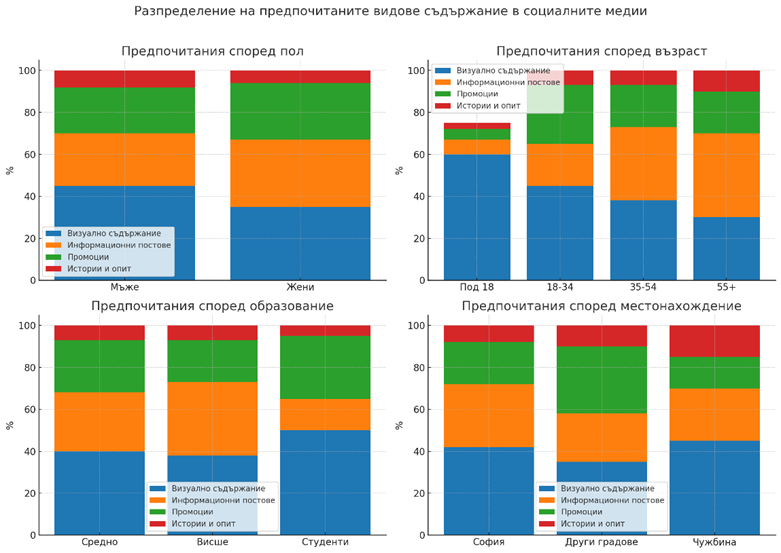 Разпределение на предпочитаните видове съдържание в социалните медии
Предпочитания според пол
%
100
80
60
40
20
0
Визуално съдържание
Информационни постове
Промоции
Истории и опит
Мъже
Жени
Предпочитания според възраст
%
100
80
60
40
20
0
Визуално съдържание
Информационни постове
Промоции
Истории и опит
Под 18
18-34
35-54
55+
Предпочитания според образование
%
100
80
60
40
20
0
Визуално съдържание
Информационни постове
Промоции
Истории и опит
Средно
Висше
Студенти
Предпочитания според местонахождение
%
100
80
60
40
20
0
Визуално съдържание
Информационни постове
Промоции
Истории и опит
София
Други градове
Чужбина